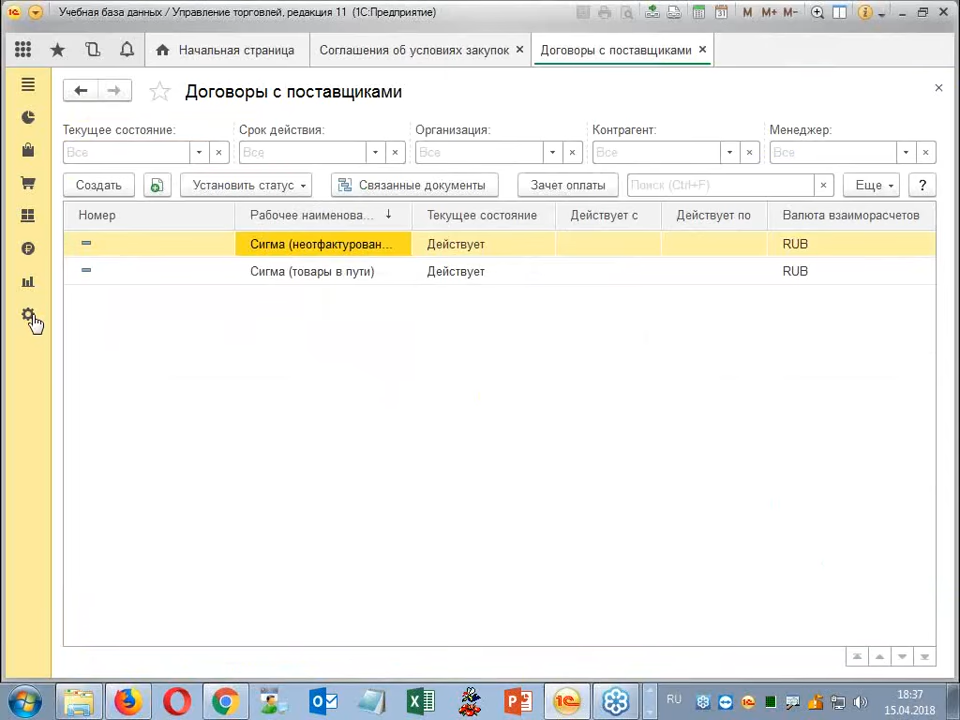 Учебная база данных / Управление торговлей, редакция 11 (1С:Предприятие)
M M+ M-
Начальная страница
Соглашения об условиях закупок
Договоры с поставщиками
Договоры с поставщиками
Текущее состояние: Срок действия: Организация: Контрагент: Менеджер:
Все Все Все Все Все
Создать Установить статус Связанные документы Зачет оплаты Поиск (Ctrl+F) Еще ?
Номер Рабочее наименова... Текущее состояние Действует с Действует по Валюта взаиморасчетов
Сигма (неотфактурован... Действует RUB
Сигма (товары в пути) Действует RUB
RU
18:37
15.04.2018